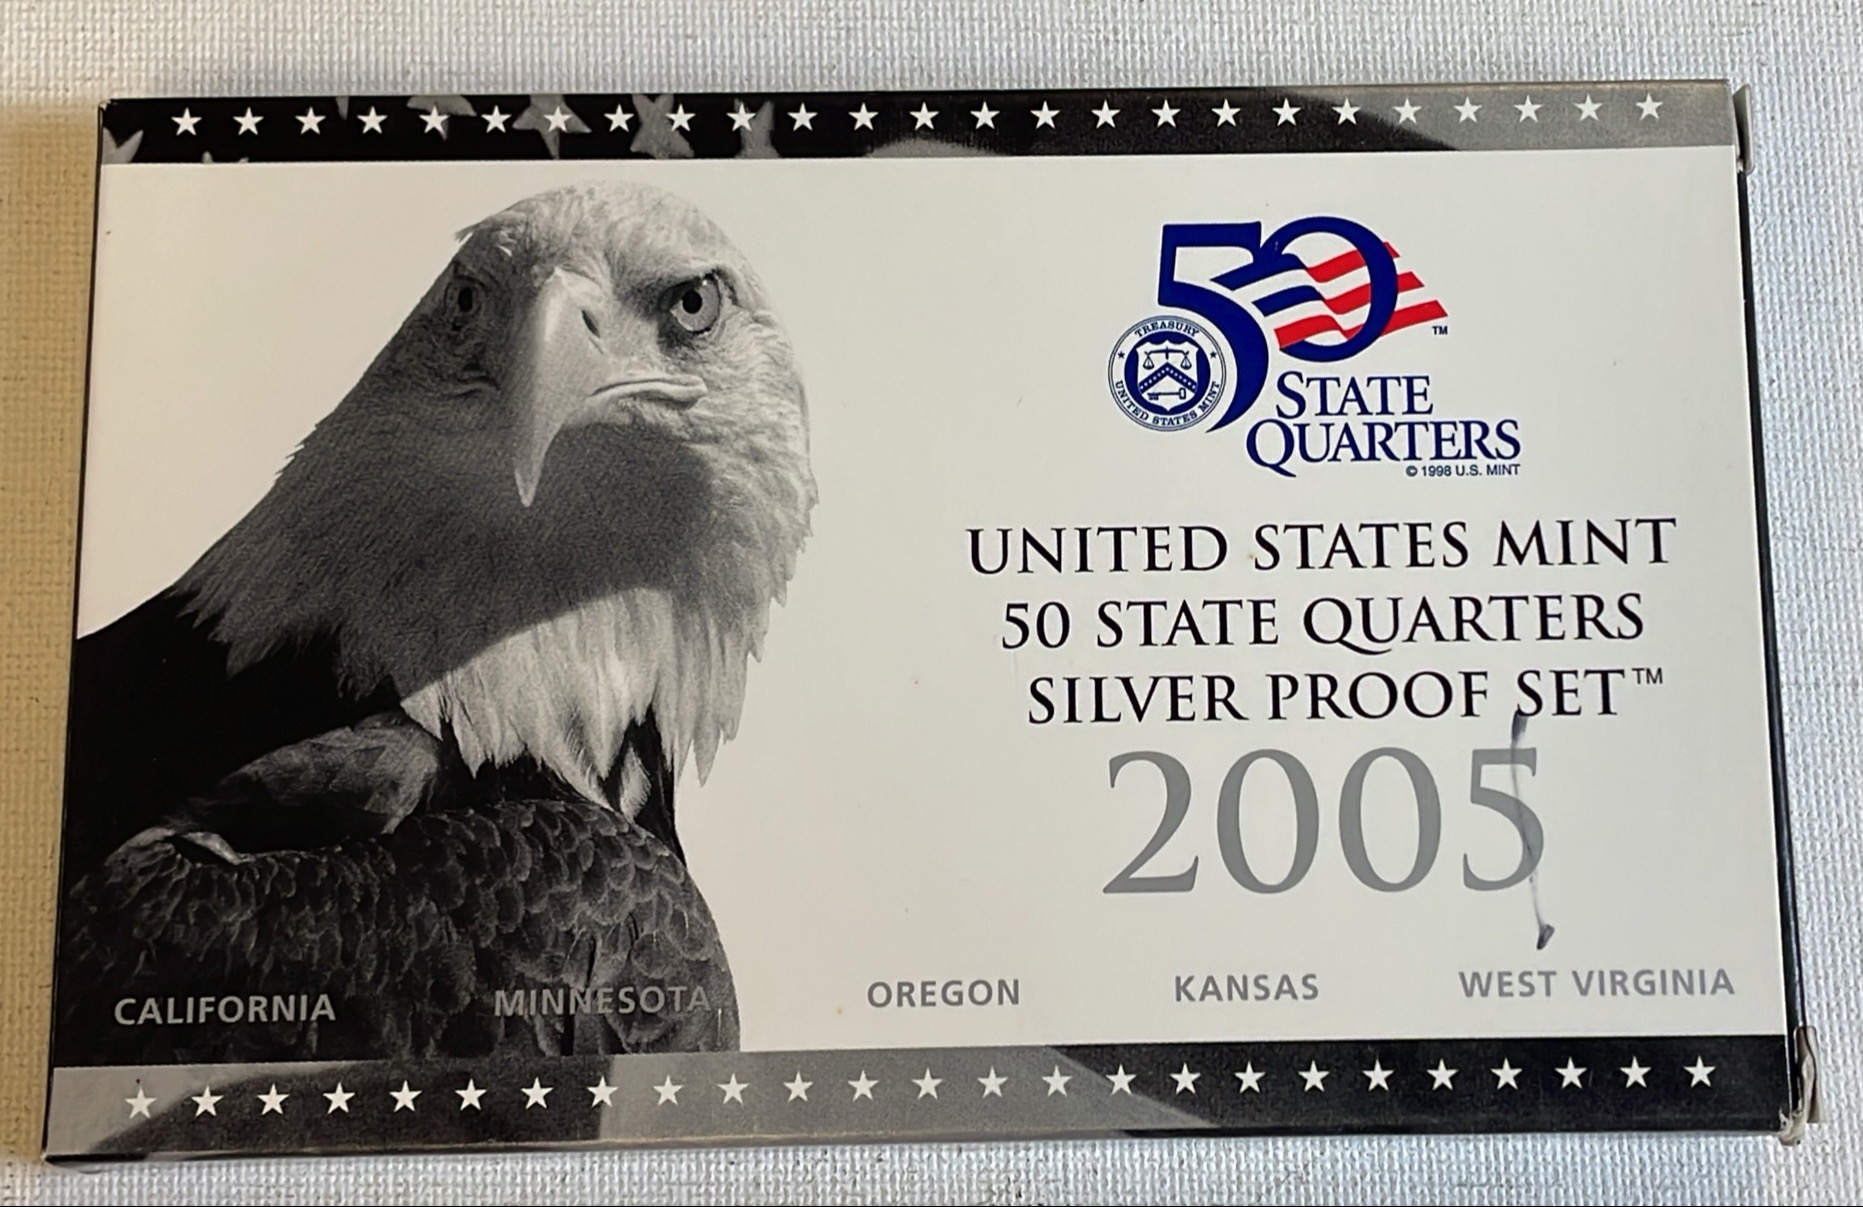 50
TM
TREASURY
UNITED STATES MINT
STATE
QUARTERS
© 1998 U.S. MINT
UNITED STATES MINT
50 STATE QUARTERS
SILVER PROOF SET™
2005
CALIFORNIA MINNESOTA OREGON KANSAS WEST VIRGINIA